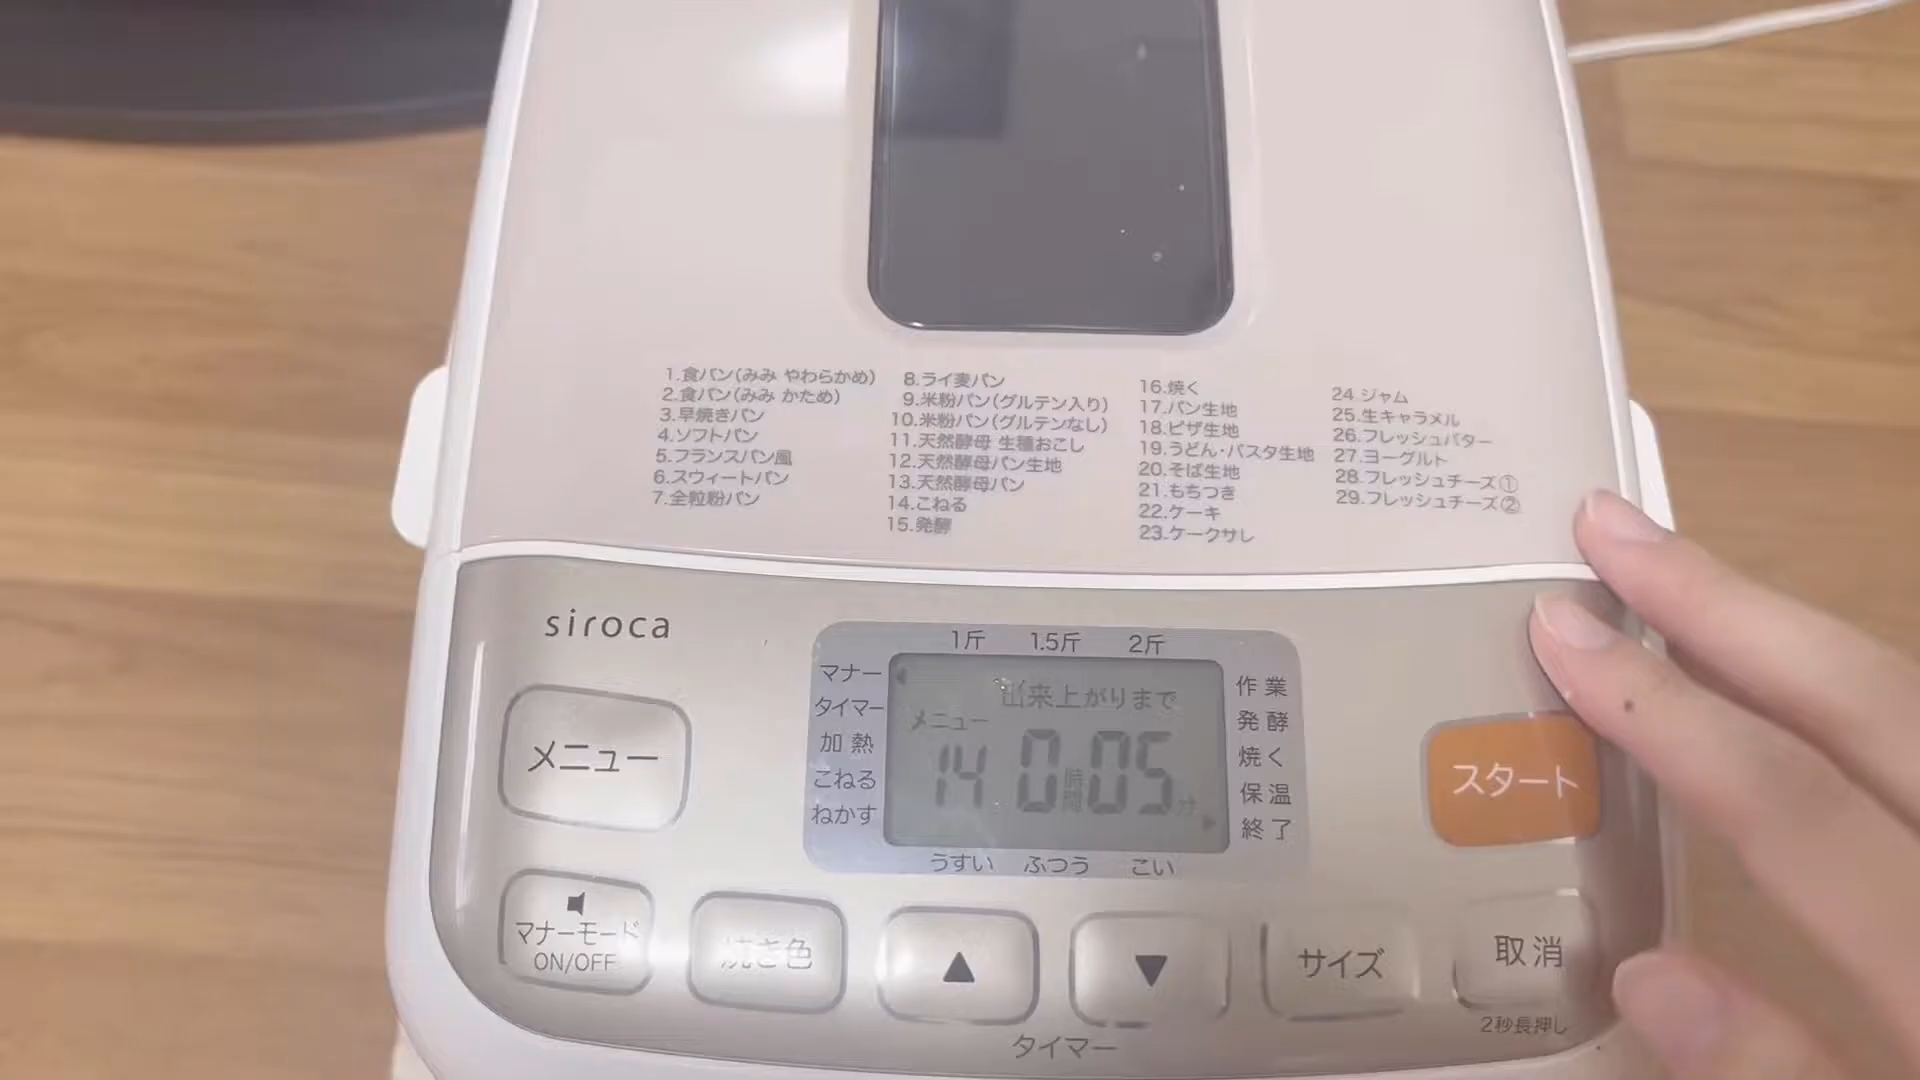 1.食パン(みみ やわらかめ)
2.食パン(みみ かため)
3.早焼きパン
4.ソフトパン
5.フランスパン風
6.スウィートパン
7.全粒粉パン
8.ライ麦パン
9.米粉パン(グルテン入り)
10.米粉パン(グルテンなし)
11.天然酵母 生種おこし
12.天然酵母パン生地
13.天然酵母パン
14.こねる
15.発酵
16.焼く
17.パン生地
18.ピザ生地
19.うどん・パスタ生地
20.そば生地
21.もちつき
22.ケーキ
23.ケークサレ
24.ジャム
25.生キャラメル
26.フレッシュバター
27.ヨーグルト
28.フレッシュチーズ①
29.フレッシュチーズ②
siroca
1斤 1.5斤 2斤
マナー
タイマー
加熱
こねる
ねかす
出来上がりまで
メニュー
14 0時間05分
作業
発酵
焼く
保温
終了
うすい ふつう こい
メニュー
スタート
マナーモード
ON/OFF
焼き色
▲
▼
サイズ
取消
2秒長押し
タイマー